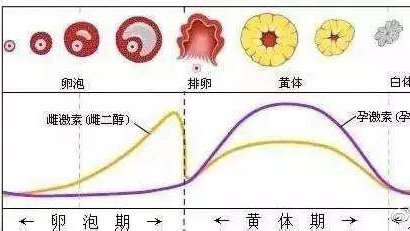 卵泡
排卵
黄体
白体
雌激素(雌二醇)
孕激素(孕
← 卵泡期 →
← 黄体期 →
←